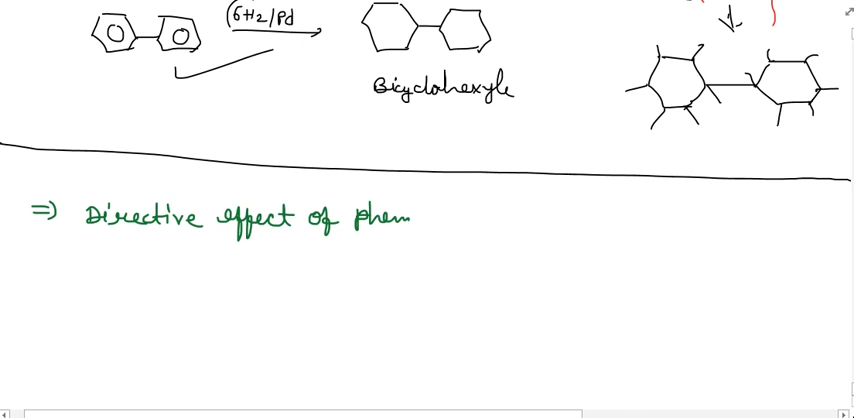 6H2/Pd
Bicyclohexyle
⇒ Directive effect of phen